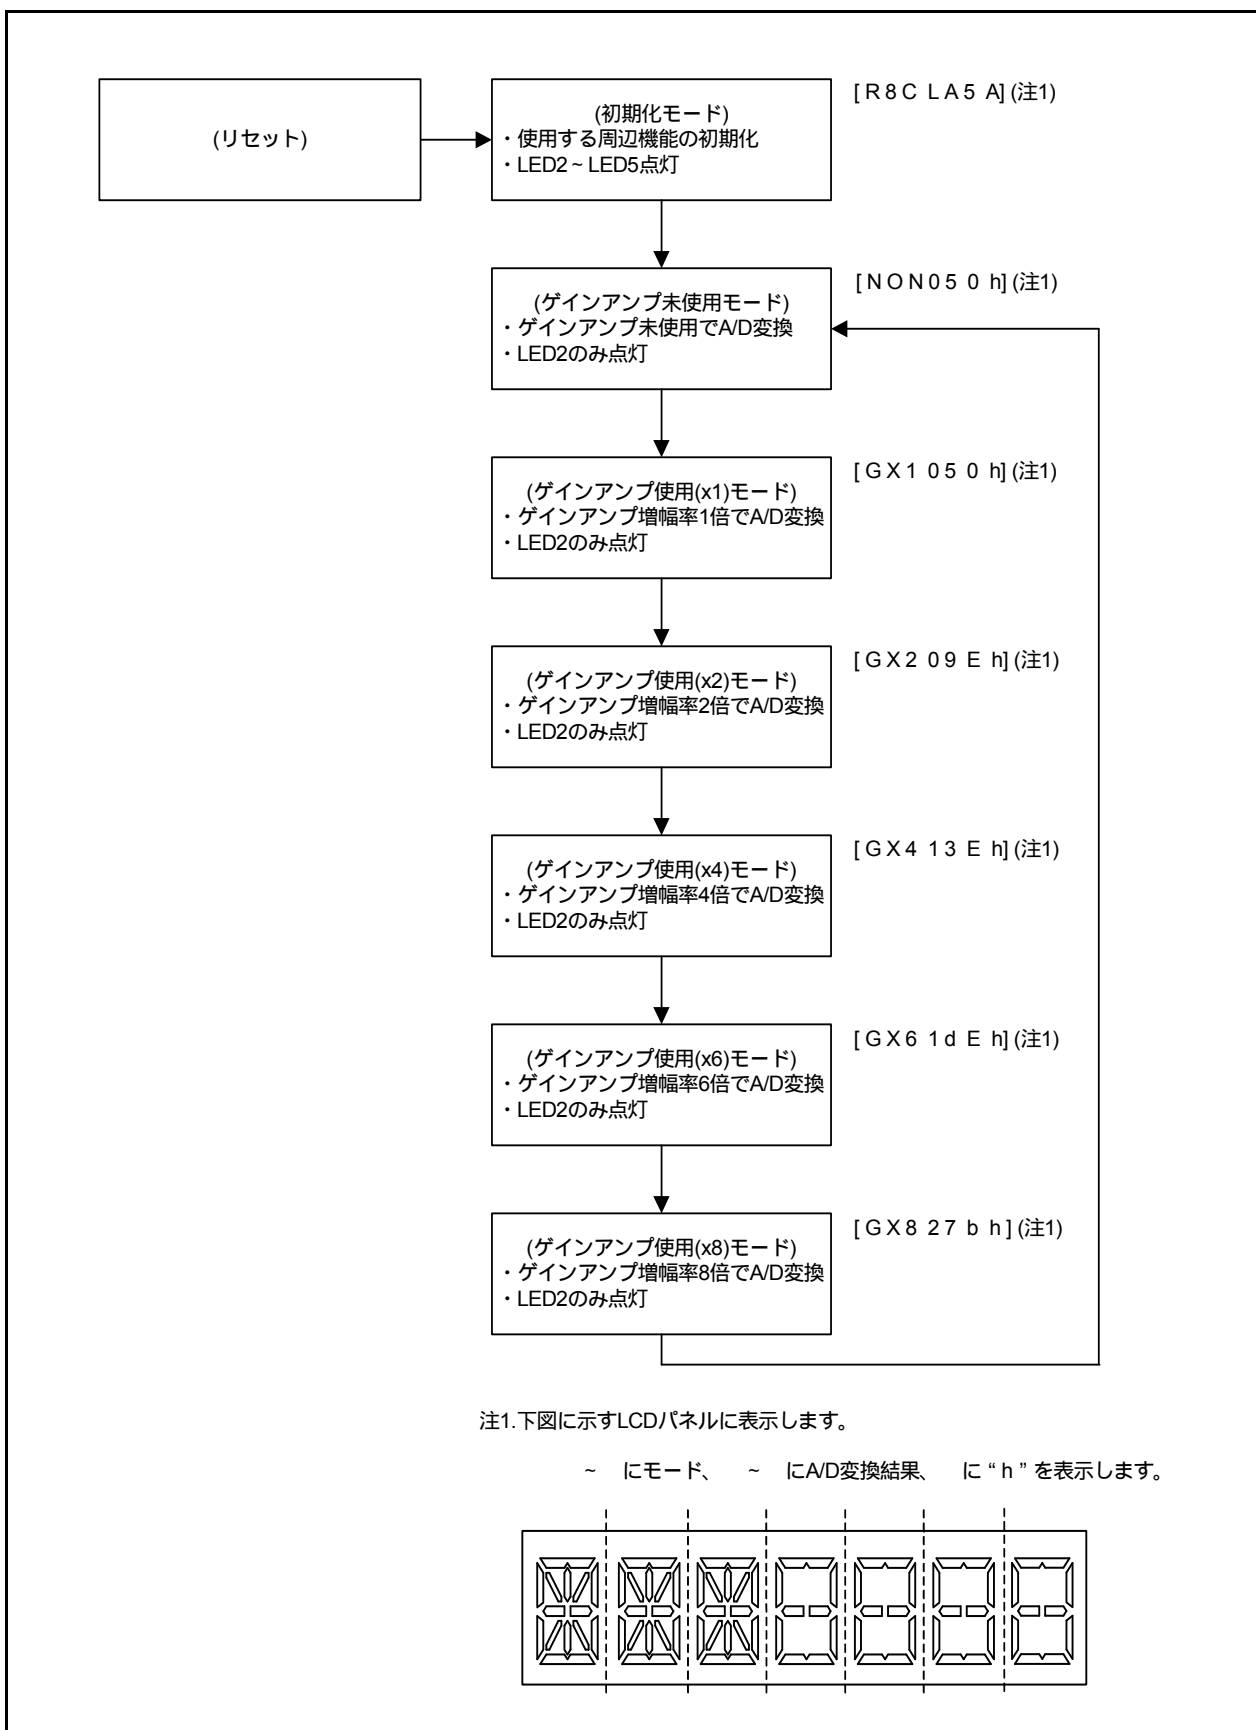 (リセット)
(初期化モード)
・使用する周辺機能の初期化
・LED2 ~ LED5点灯
[ R 8 C L A 5 A] (注1)
(ゲインアンプ未使用モード)
・ゲインアンプ未使用でA/D変換
・LED2のみ点灯
[ N O N 0 5 0 h] (注1)
(ゲインアンプ使用(x1)モード)
・ゲインアンプ増幅率1倍でA/D変換
・LED2のみ点灯
[ G X 1 0 5 0 h] (注1)
(ゲインアンプ使用(x2)モード)
・ゲインアンプ増幅率2倍でA/D変換
・LED2のみ点灯
[ G X 2 0 9 E h] (注1)
(ゲインアンプ使用(x4)モード)
・ゲインアンプ増幅率4倍でA/D変換
・LED2のみ点灯
[ G X 4 1 3 E h] (注1)
(ゲインアンプ使用(x6)モード)
・ゲインアンプ増幅率6倍でA/D変換
・LED2のみ点灯
[ G X 6 1 d E h] (注1)
(ゲインアンプ使用(x8)モード)
・ゲインアンプ増幅率8倍でA/D変換
・LED2のみ点灯
[ G X 8 2 7 b h ] (注1)
注1.下図に示すLCDパネルに表示します。
~ にモード、 ~ にA/D変換結果、 に “ h ” を表示します。